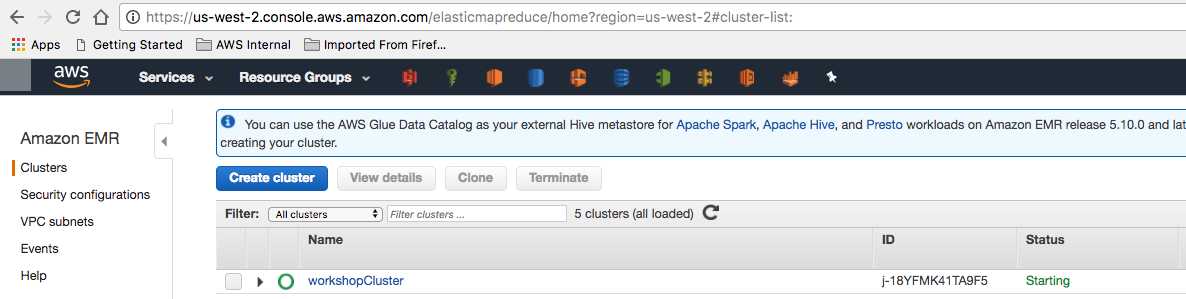 https://us-west-2.console.aws.amazon.com/elasticmapreduce/home?region=us-west-2#cluster-list:
Apps Getting Started AWS Internal Imported From Firef...
aws Services Resource Groups
Amazon EMR
Clusters
Security configurations
VPC subnets
Events
Help
You can use the AWS Glue Data Catalog as your external Hive metastore for Apache Spark, Apache Hive, and Presto workloads on Amazon EMR release 5.10.0 and lat
creating your cluster.
Create cluster View details Clone Terminate
Filter: All clusters Filter clusters ... 5 clusters (all loaded)
Name ID Status
workshopCluster j-18YFMK41TA9F5 Starting